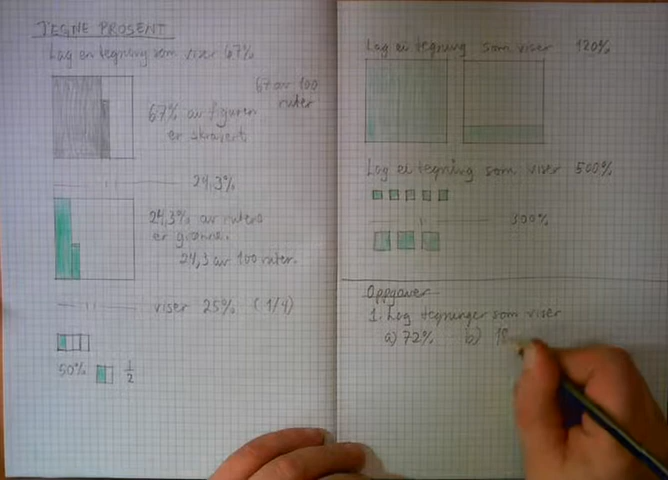 TEGNE PROSENT
Lag en tegning som viser 67%
67 av 100
ruter
67% av figuren
er skravert
24,3%
24,3% av rutene
er grønne.
24,3 av 100 ruter.
viser 25% (1/4)
50% 1/2
Lag ei tegning som viser 120%
Lag ei tegning som viser 500%
300%
Oppgaver
1. Lag tegninger som viser
a) 72% b)